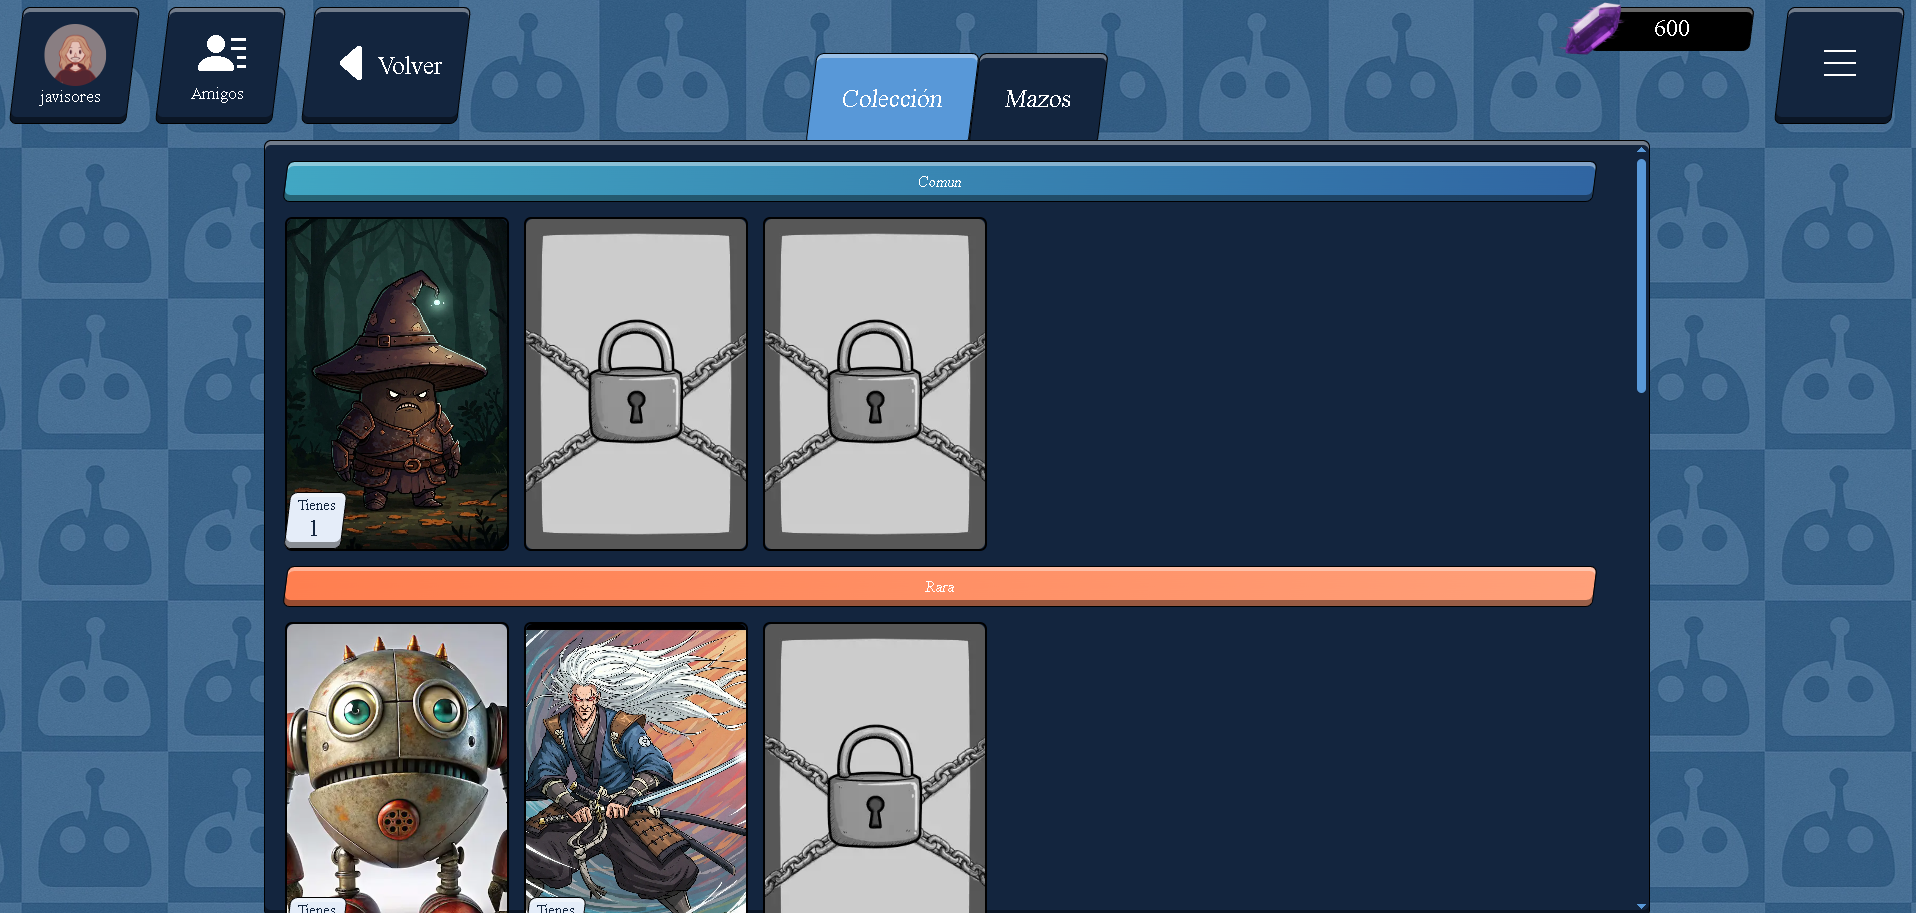 javisores
Amigos
Volver
Colección
Mazos
600
Comun
Tienes
1
Rara
Tienes
Tienes